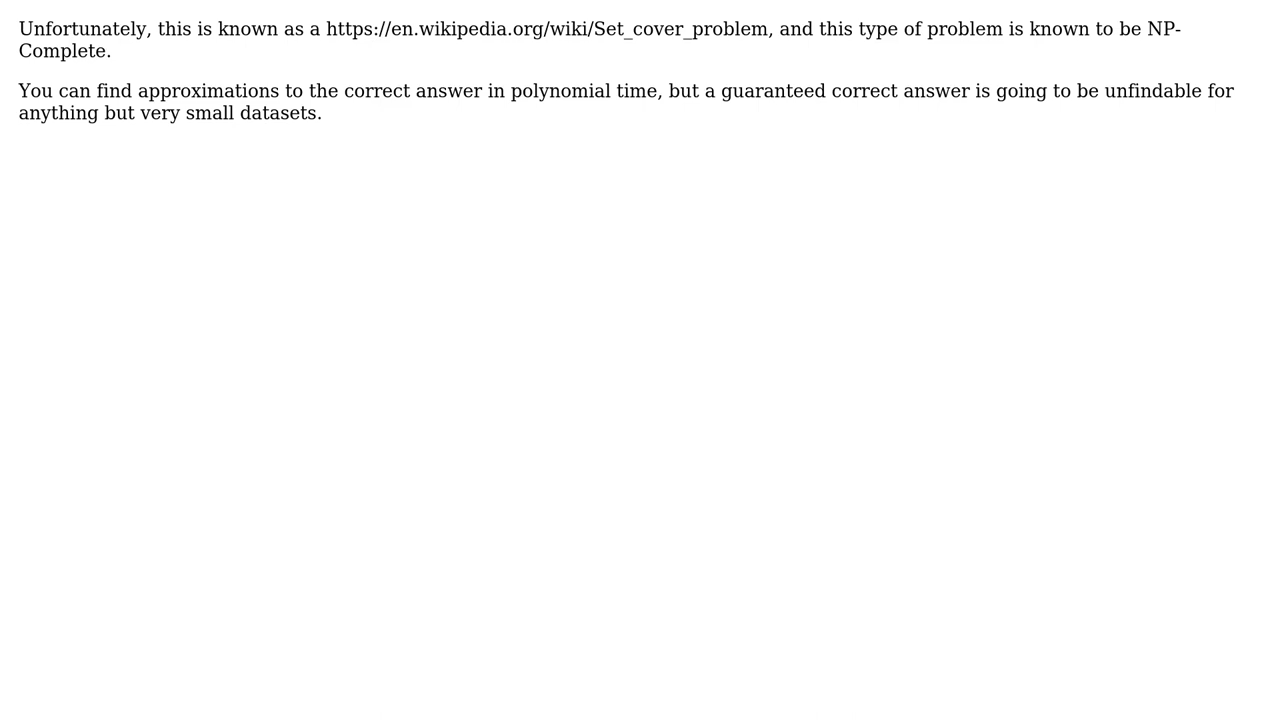 Unfortunately, this is known as a https://en.wikipedia.org/wiki/Set_cover_problem, and this type of problem is known to be NP-
Complete.
You can find approximations to the correct answer in polynomial time, but a guaranteed correct answer is going to be unfindable for
anything but very small datasets.